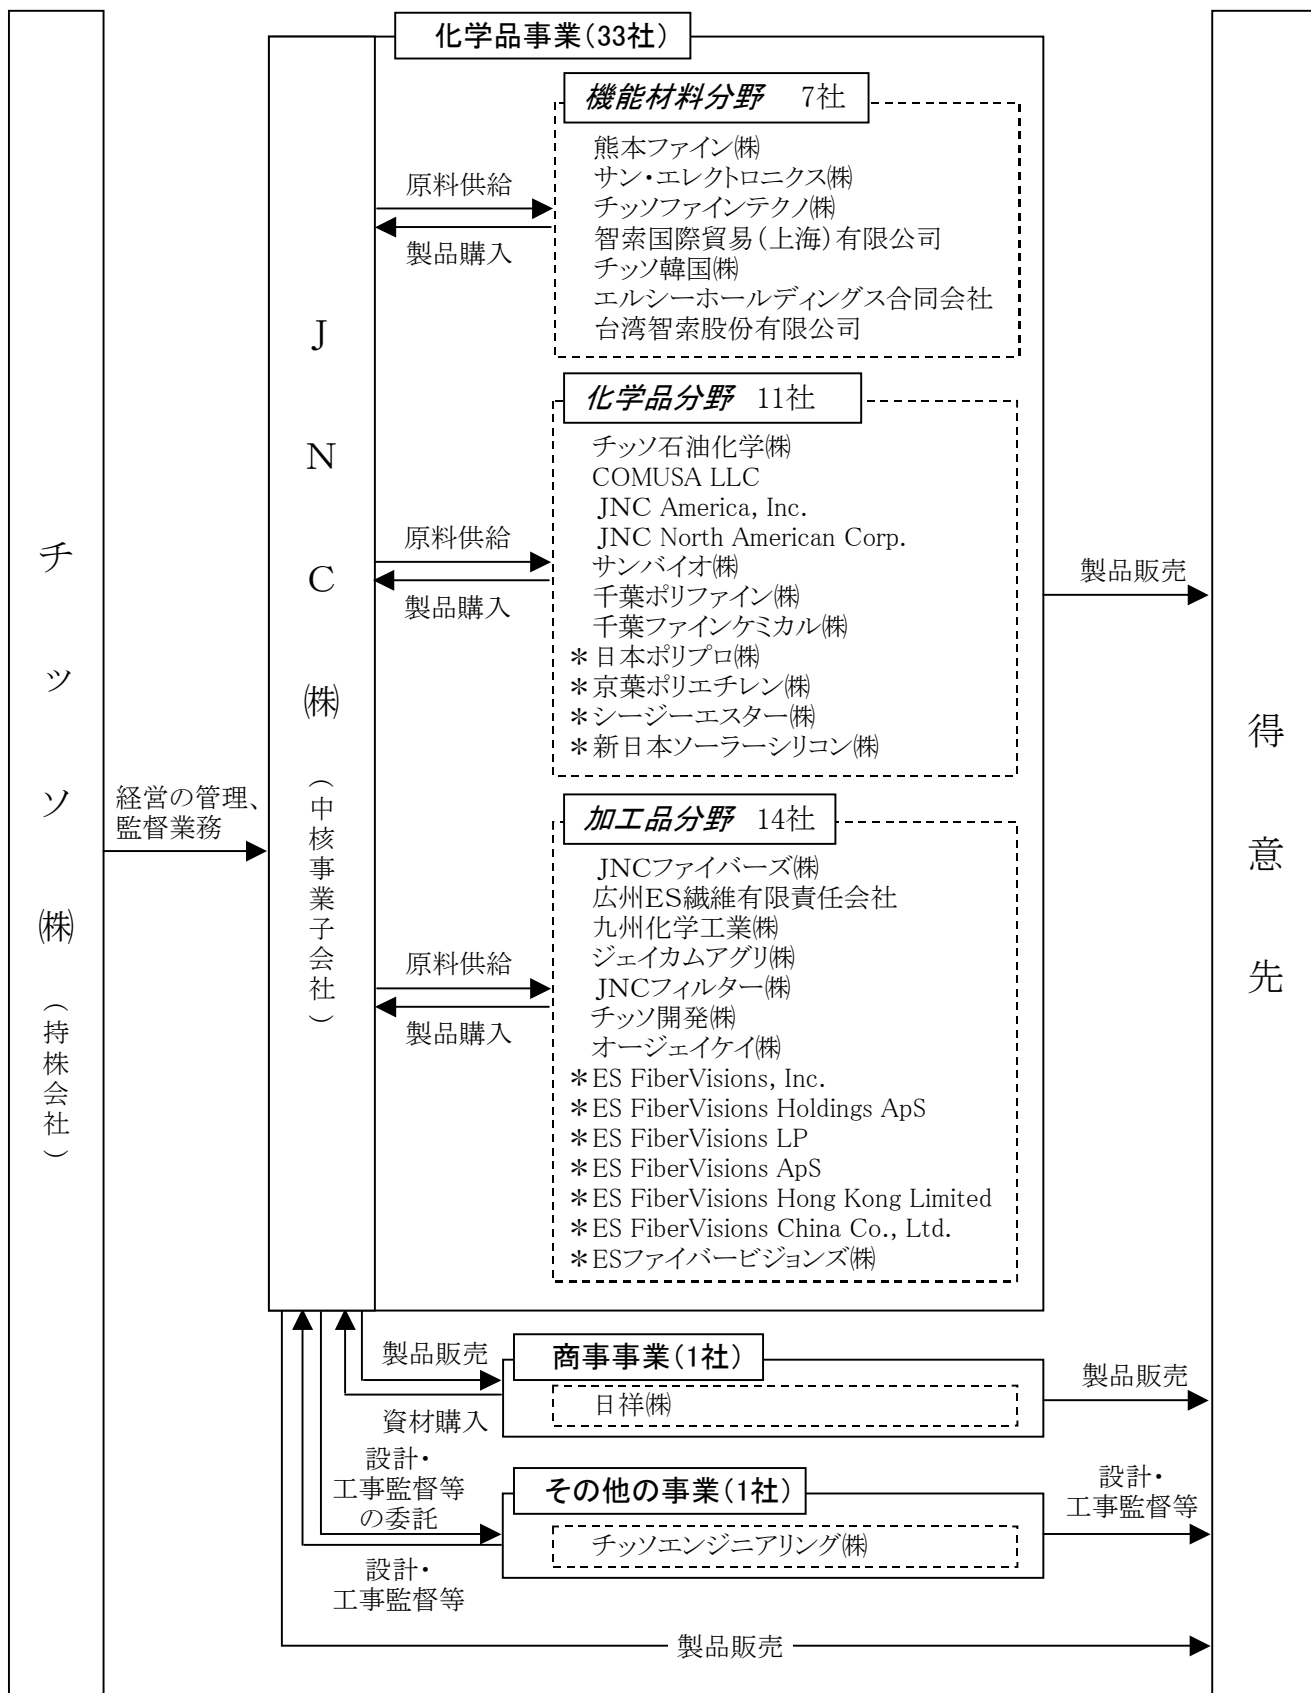 チッソ㈱(持株会社)
経営の管理、
監督業務
JNC㈱(中核事業子会社)
化学品事業(33社)
機能材料分野 7社
原料供給
製品購入
熊本ファイン㈱
サン・エレクトロニクス㈱
チッソファインテクノ㈱
智索国際貿易(上海)有限公司
チッソ韓国㈱
エルシーホールディングス合同会社
台湾智索股份有限公司
化学品分野 11社
原料供給
製品購入
チッソ石油化学㈱
COMUSA LLC
JNC America, Inc.
JNC North American Corp.
サンバイオ㈱
千葉ポリファイン㈱
千葉ファインケミカル㈱
＊日本ポリプロ㈱
＊京葉ポリエチレン㈱
＊シージーエスター㈱
＊新日本ソーラーシリコン㈱
加工品分野 14社
原料供給
製品購入
JNCファイバーズ㈱
広州ES繊維有限責任会社
九州化学工業㈱
ジェイカムアグリ㈱
JNCフィルター㈱
チッソ開発㈱
オージェイケイ㈱
＊ES FiberVisions, Inc.
＊ES FiberVisions Holdings ApS
＊ES FiberVisions LP
＊ES FiberVisions ApS
＊ES FiberVisions Hong Kong Limited
＊ES FiberVisions China Co., Ltd.
＊ESファイバービジョンズ㈱
製品販売
得意先
製品販売
資材購入
商事事業(1社)
日祥㈱
製品販売
設計・
工事監督等
の委託
設計・
工事監督等
その他の事業(1社)
チッソエンジニアリング㈱
設計・
工事監督等
製品販売